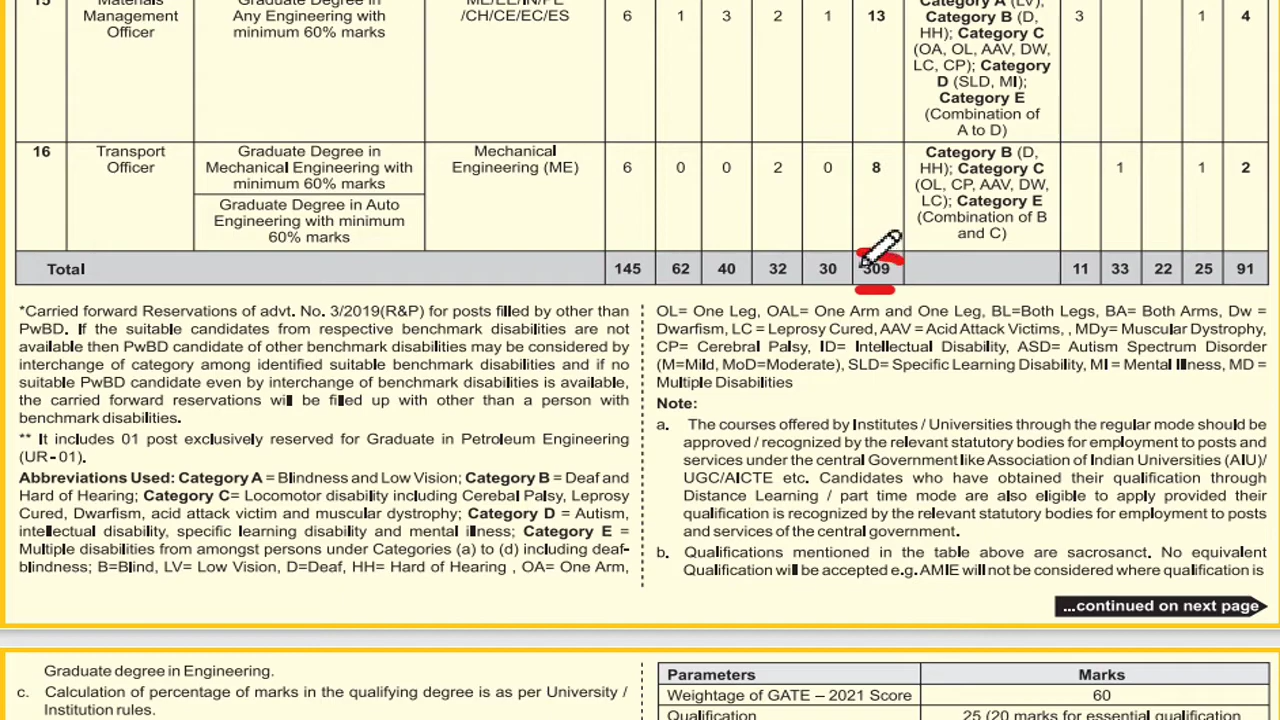 15 Materials Graduate Degree in ME/EE/IN/PE Category A (LV);
Management Any Engineering with /CH/CE/EC/ES 6 1 3 2 1 13 Category B (D, 3 1 4
Officer minimum 60% marks HH); Category C
(OA, OL, AAV, DW,
LC, CP); Category
D (SLD, MI);
Category E
(Combination of
A to D)
16 Transport Graduate Degree in Mechanical Category B (D,
Officer Mechanical Engineering with Engineering (ME) 6 0 0 2 0 8 HH); Category C 1 1 2
minimum 60% marks (OL, CP, AAV, DW,
Graduate Degree in Auto LC); Category E
Engineering with minimum (Combination of B
60% marks and C)
Total 145 62 40 32 30 309 11 33 22 25 91
*Carried forward Reservations of advt. No. 3/2019(R&P) for posts filled by other than
PwBD. If the suitable candidates from respective benchmark disabilities are not
available then PwBD candidate of other benchmark disabilities may be considered by
interchange of category among identified suitable benchmark disabilities and if no
suitable PwBD candidate even by interchange of benchmark disabilities is available,
the carried forward reservations will be filled up with other than a person with
benchmark disabilities.
** It includes 01 post exclusively reserved for Graduate in Petroleum Engineering
(UR - 01).
Abbreviations Used: Category A = Blindness and Low Vision; Category B = Deaf and
Hard of Hearing; Category C= Locomotor disability including Cerebal Palsy, Leprosy
Cured, Dwarfism, acid attack victim and muscular dystrophy; Category D = Autism,
intellectual disability, specific learning disability and mental illness; Category E =
Multiple disabilities from amongst persons under Categories (a) to (d) including deaf-
blindness; B=Blind, LV= Low Vision, D=Deaf, HH= Hard of Hearing , OA= One Arm,
OL= One Leg, OAL= One Arm and One Leg, BL=Both Legs, BA= Both Arms, Dw =
Dwarfism, LC = Leprosy Cured, AAV = Acid Attack Victims, , MDy= Muscular Dystrophy,
CP= Cerebral Palsy, ID= Intellectual Disability, ASD= Autism Spectrum Disorder
(M=Mild, MoD=Moderate), SLD= Specific Learning Disability, MI = Mental Illness, MD =
Multiple Disabilities
Note:
a. The courses offered by Institutes / Universities through the regular mode should be
approved / recognized by the relevant statutory bodies for employment to posts and
services under the central Government like Association of Indian Universities (AIU)/
UGC/AICTE etc. Candidates who have obtained their qualification through
Distance Learning / part time mode are also eligible to apply provided their
qualification is recognized by the relevant statutory bodies for employment to posts
and services of the central government.
b. Qualifications mentioned in the table above are sacrosanct. No equivalent
Qualification will be accepted e.g. AMIE will not be considered where qualification is
...continued on next page
Graduate degree in Engineering.
c. Calculation of percentage of marks in the qualifying degree is as per University /
Institution rules.
Parameters Marks
Weightage of GATE – 2021 Score 60
Qualification 25 (20 marks for essential qualification